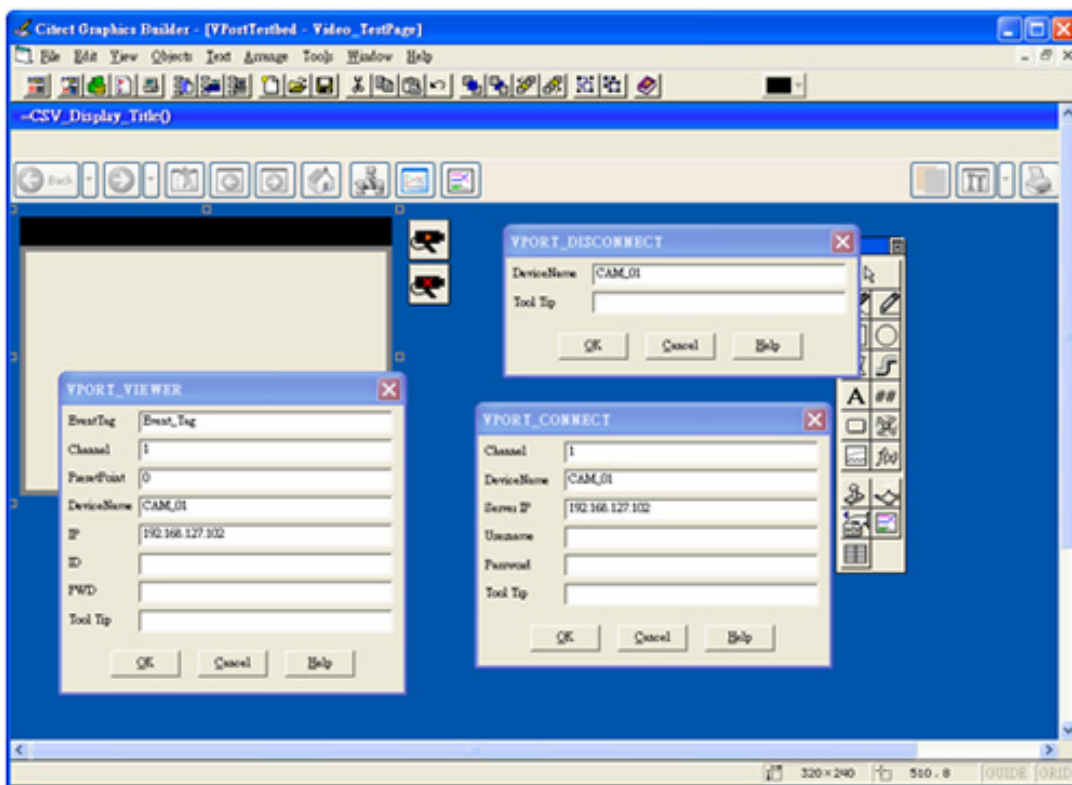 Citect Graphics Builder - [VPortTestbed - Video_TestPage]
File Edit View Objects Text Arrange Tools Window Help
-CSV_Display_Title()
Back
VPORT_DISCONNECT
DeviceName CAM_01
Tool Tip
OK Cancel Help
VPORT_VIEWER
EventTag Event_Tag
Channel 1
PresetPoint 0
DeviceName CAM_01
IP 192.168.127.102
ID
PWD
Tool Tip
OK Cancel Help
VPORT_CONNECT
Channel 1
DeviceName CAM_01
Server IP 192.168.127.102
Username
Password
Tool Tip
OK Cancel Help
A ##
f(x)
320×240 510, 8 GUIDE GRID